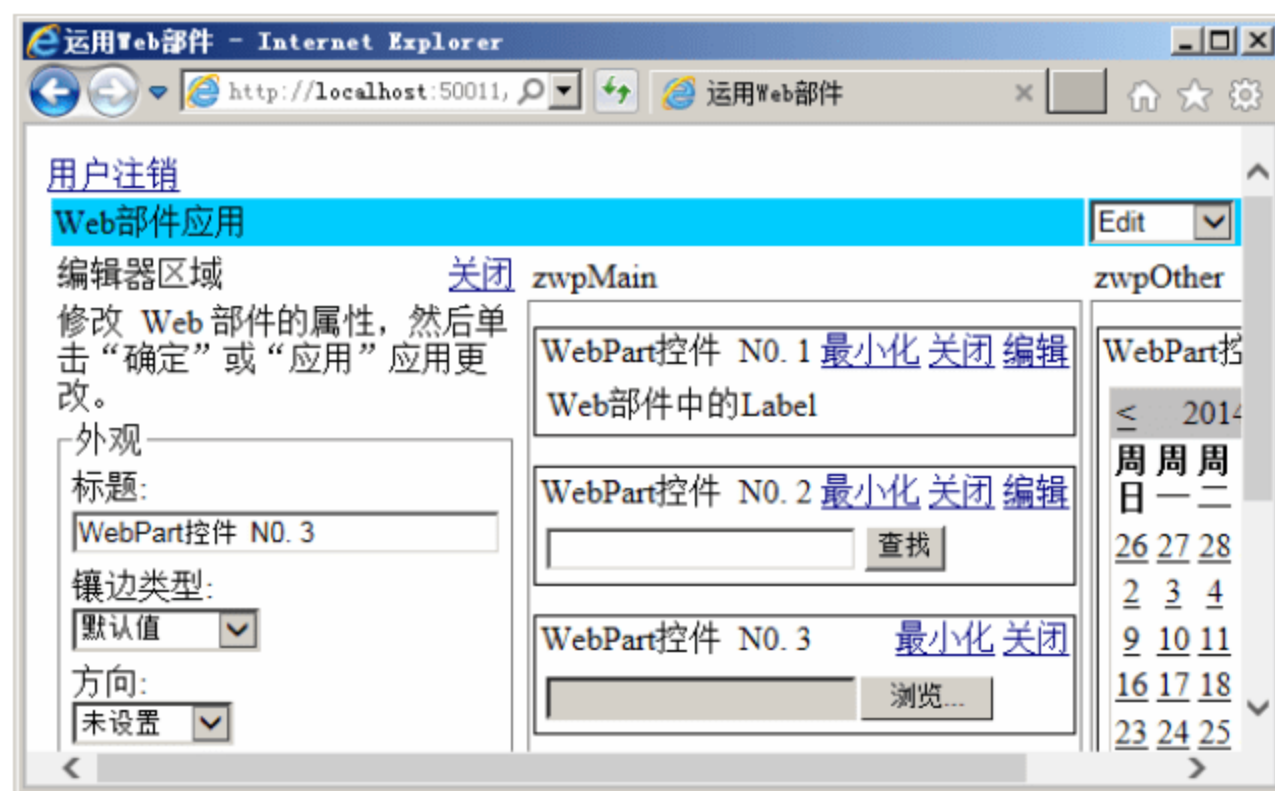 运用Web部件 - Internet Explorer
http://localhost:50011,
运用Web部件
用户注销
Web部件应用
Edit
编辑器区域 关闭
修改 Web 部件的属性，然后单
击“确定”或“应用”应用更
改。
外观
标题:
WebPart控件 N0. 3
镶边类型:
默认值
方向:
未设置
zwpMain
WebPart控件 N0. 1 最小化 关闭 编辑
Web部件中的Label
WebPart控件 N0. 2 最小化 关闭 编辑
查找
WebPart控件 N0. 3 最小化 关闭
浏览...
zwpOther
WebPart控
< 2014
周日 周一 周二
26 27 28
2 3 4
9 10 11
16 17 18
23 24 25